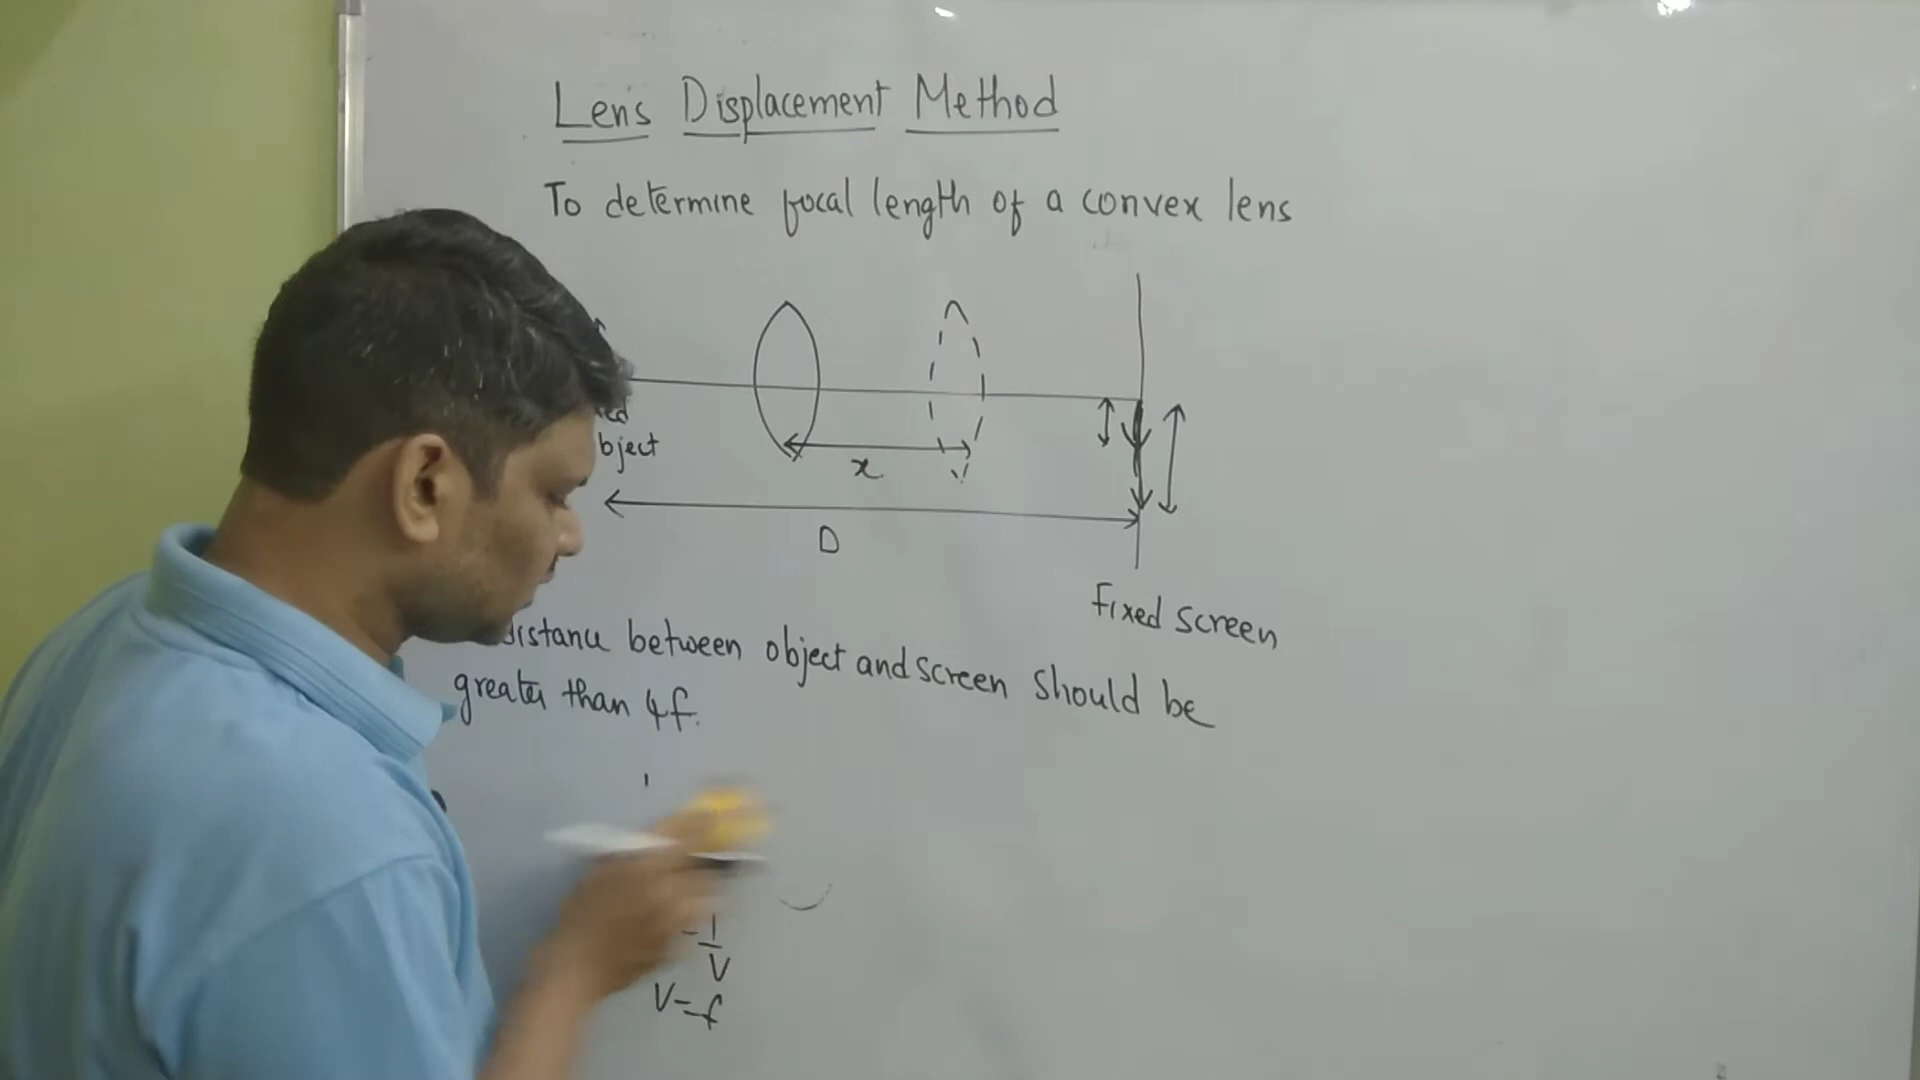 Lens Displacement Method
To determine focal length of a convex lens
bject
x
D
Fixed screen
distance between object and screen should be
greater than 4f.
- 1/V
V=f